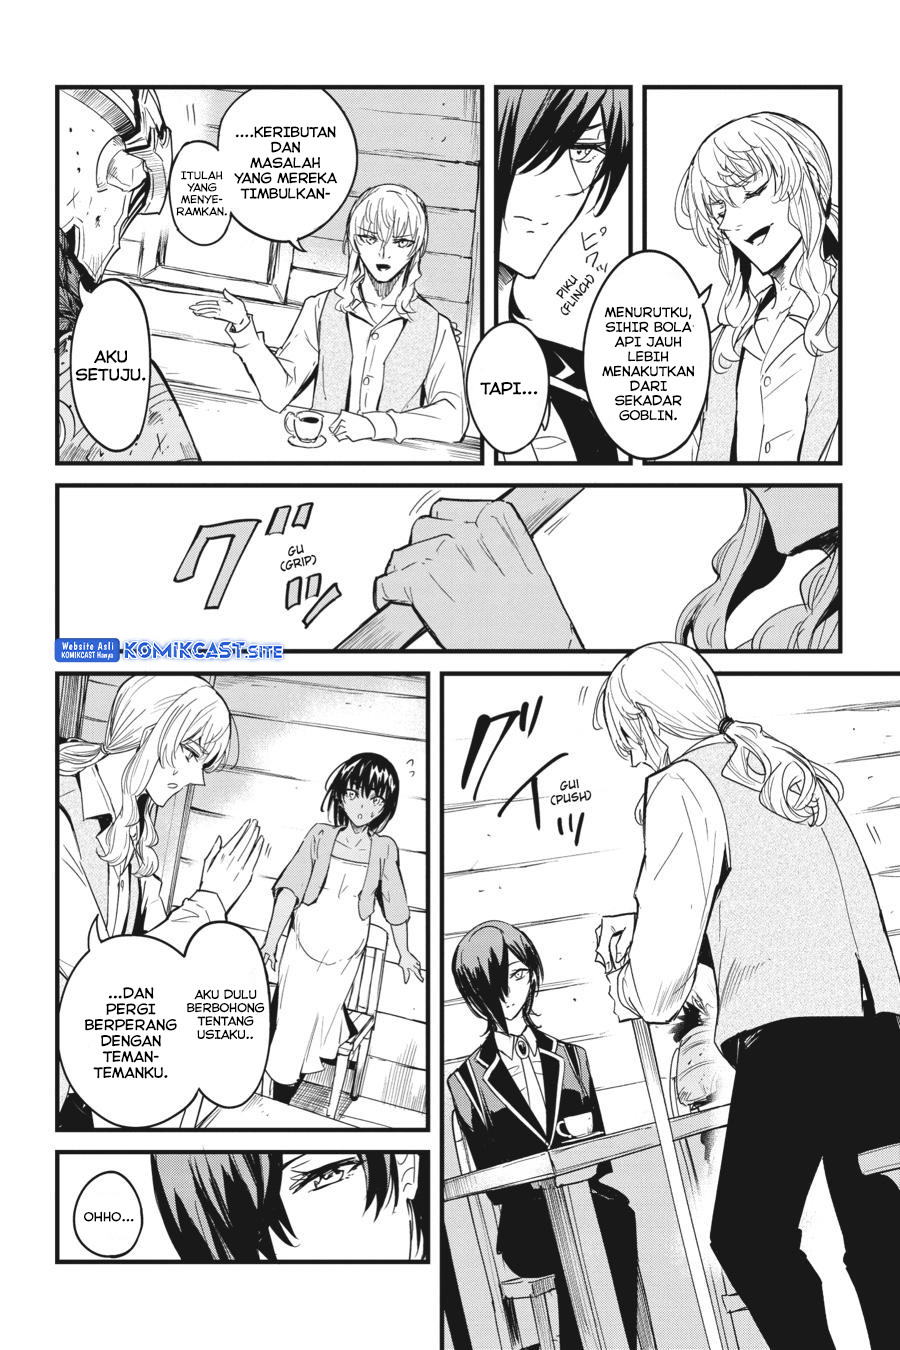 MENURUTKU,
SIHIR BOLA
API JAUH
LEBIH
MENAKUTKAN
DARI
SEKADAR
GOBLIN.
ピクッ
PIKU
(FLINCH)
TAPI...
....KERIBUTAN
DAN
MASALAH
YANG MEREKA
TIMBULKAN-
ITULAH
YANG
MENYE-
RAMKAN.
AKU
SETUJU.
グッ
GU
(GRIP)
Website Asli
KOMIKCAST Hanya
KOMIKCAST.SITE
グイッ
GUI
(PUSH)
AKU DULU
BERBOHONG
TENTANG
USIAKU..
...DAN
PERGI
BERPERANG
DENGAN
TEMAN-
TEMANKU.
OHHO...